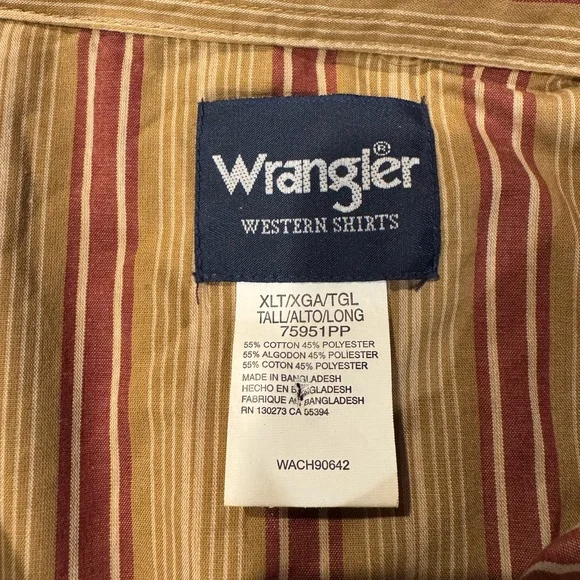 Wrangler®
WESTERN SHIRTS
XLT/XGA/TGL
TALL/ALTO/LONG
75951PP
55% COTTON 45% POLYESTER
55% ALGODON 45% POLIESTER
55% COTON 45% POLYESTER
MADE IN BANGLADESH
HECHO EN BANGLADESH
FABRIQUE AU BANGLADESH
RN 130273 CA 05394
WACH90642